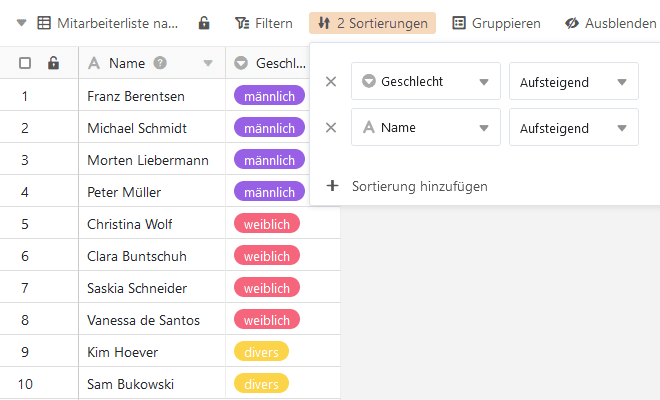 Mitarbeiterliste na... Filtern 2 Sortierungen Gruppieren Ausblenden
A Name ? Geschl...
Geschlecht Aufsteigend
A Name Aufsteigend
+ Sortierung hinzufügen
1 Franz Berentsen männlich
2 Michael Schmidt männlich
3 Morten Liebermann männlich
4 Peter Müller männlich
5 Christina Wolf weiblich
6 Clara Buntschuh weiblich
7 Saskia Schneider weiblich
8 Vanessa de Santos weiblich
9 Kim Hoever divers
10 Sam Bukowski divers